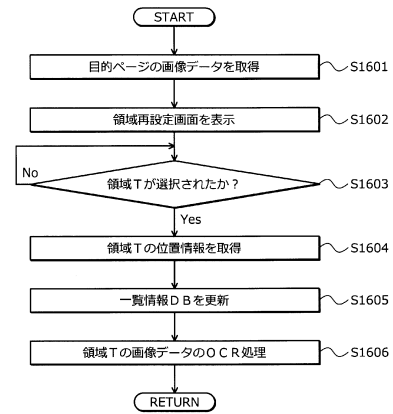 START
目的ページの画像データを取得
S1601
領域再設定画面を表示
S1602
No
領域Tが選択されたか?
S1603
Yes
領域Tの位置情報を取得
S1604
一覧情報DBを更新
S1605
領域Tの画像データのOCR処理
S1606
RETURN